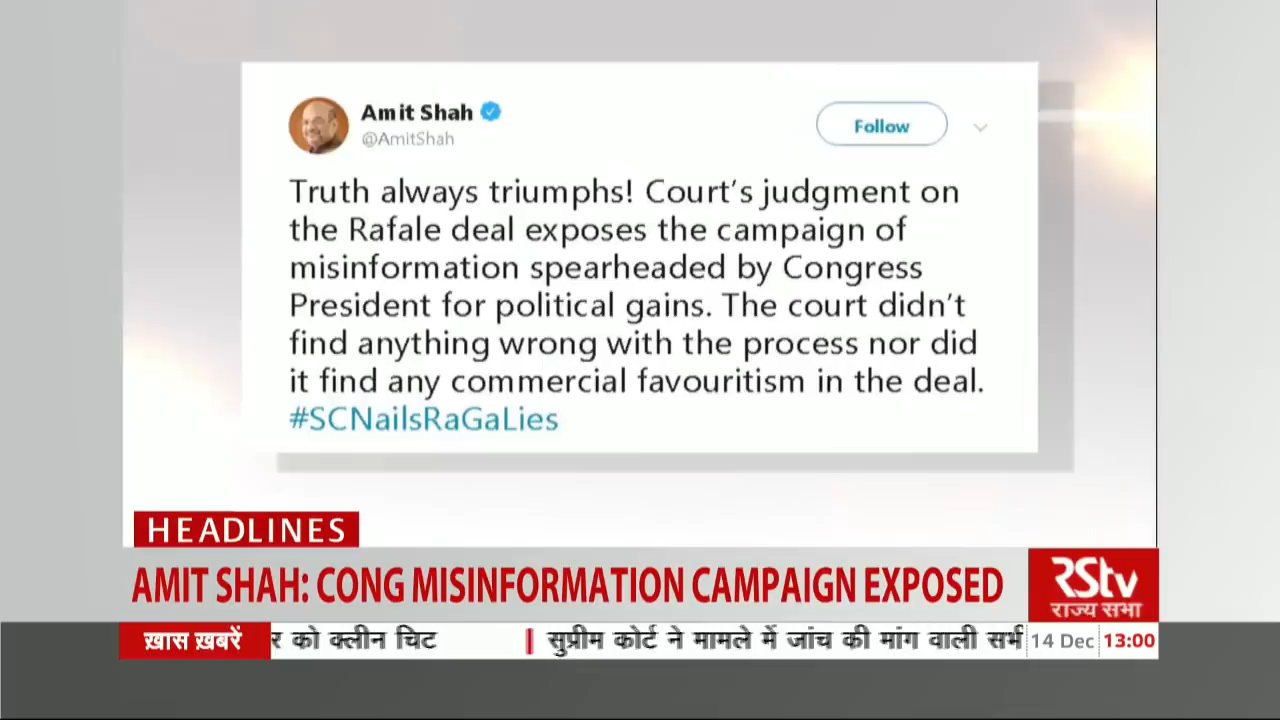 Amit Shah
@AmitShah
Follow
Truth always triumphs! Court's judgment on
the Rafale deal exposes the campaign of
misinformation spearheaded by Congress
President for political gains. The court didn't
find anything wrong with the process nor did
it find any commercial favouritism in the deal.
#SCNailsRaGaLies
HEADLINES
AMIT SHAH: CONG MISINFORMATION CAMPAIGN EXPOSED
RStv
राज्य सभा
ख़ास ख़बरें
र को क्लीन चिट | सुप्रीम कोर्ट ने मामले में जांच की मांग वाली सर्भ
14 Dec 13:00